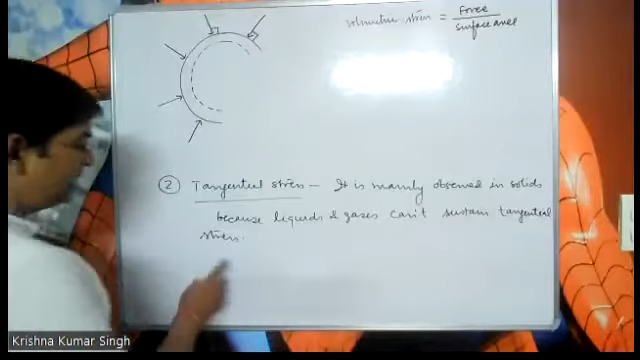 volumetric stress = Force
surface area
② Tangential stress – It is mainly observed in solids
because liquids & gases can't sustain tangential
stress.
Krishna Kumar Singh